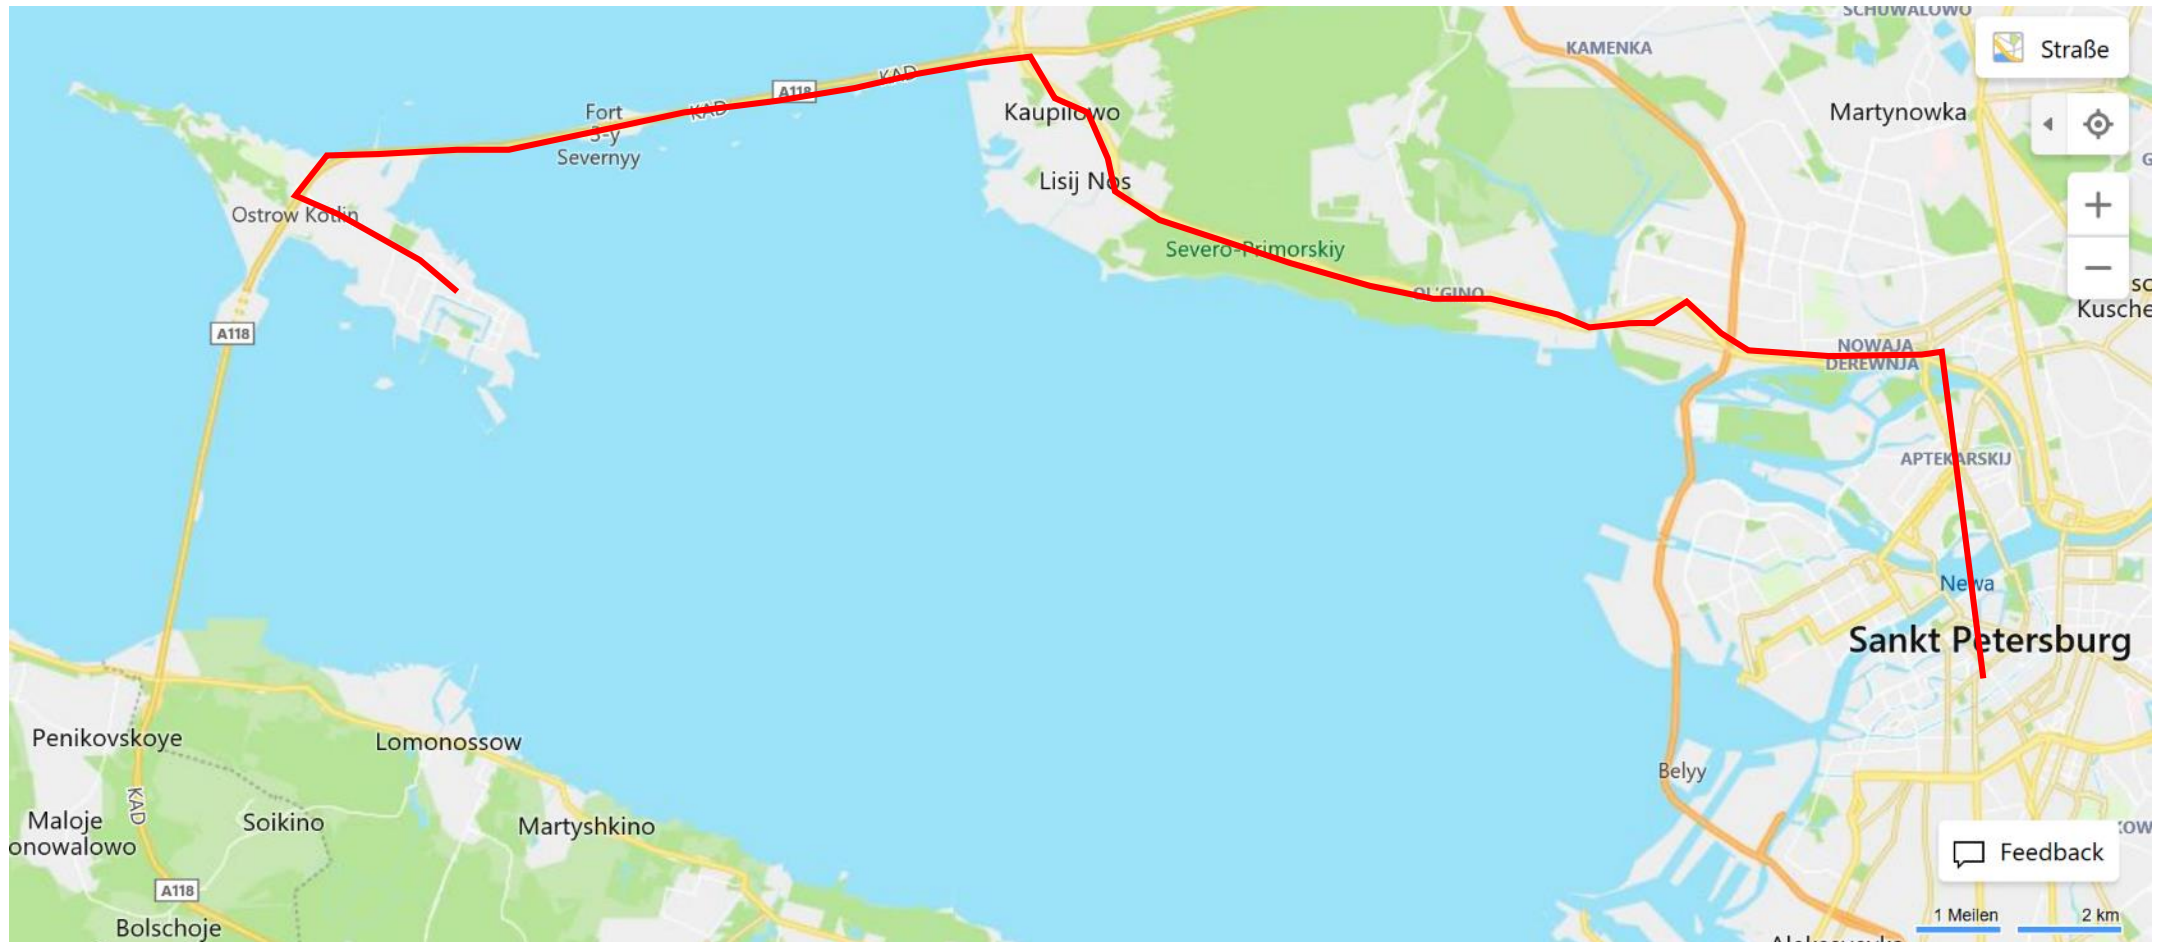 SCHUWALOWO
KAMENKA
Straße
KAD
A118
Fort
3-y
Severnyy
KAD
Kaupilowo
Martynowka
G
Lisij Nos
Ostrow Kotlin
Severo-Primorskiy
OL'GINO
sc
Kusche
A118
NOWAJA
DEREWNJA
APTEKARSKIJ
Newa
Sankt Petersburg
Penikovskoye
Lomonossow
Belyy
KAD
Maloje
onowalowo
Soikino
Martyshkino
KOW
Feedback
A118
Bolschoje
1 Meilen
2 km